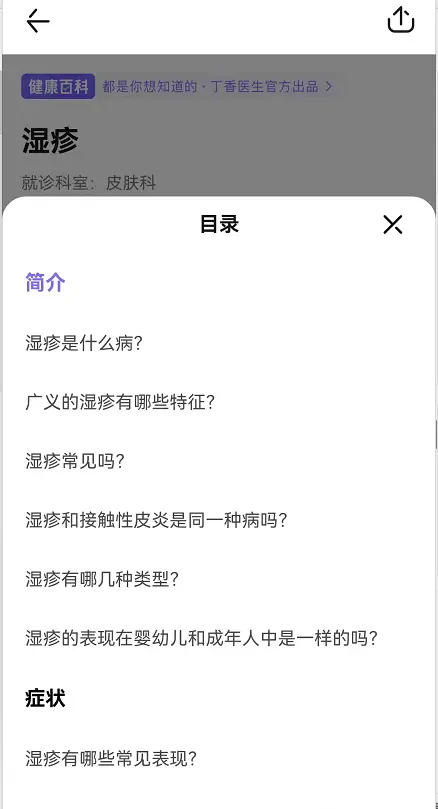 健康百科 都是你想知道的·丁香医生官方出品 >
湿疹
就诊科室：皮肤科
目录
简介
湿疹是什么病？
广义的湿疹有哪些特征？
湿疹常见吗？
湿疹和接触性皮炎是同一种病吗？
湿疹有哪几种类型？
湿疹的表现在婴幼儿和成年人中是一样的吗？
症状
湿疹有哪些常见表现？